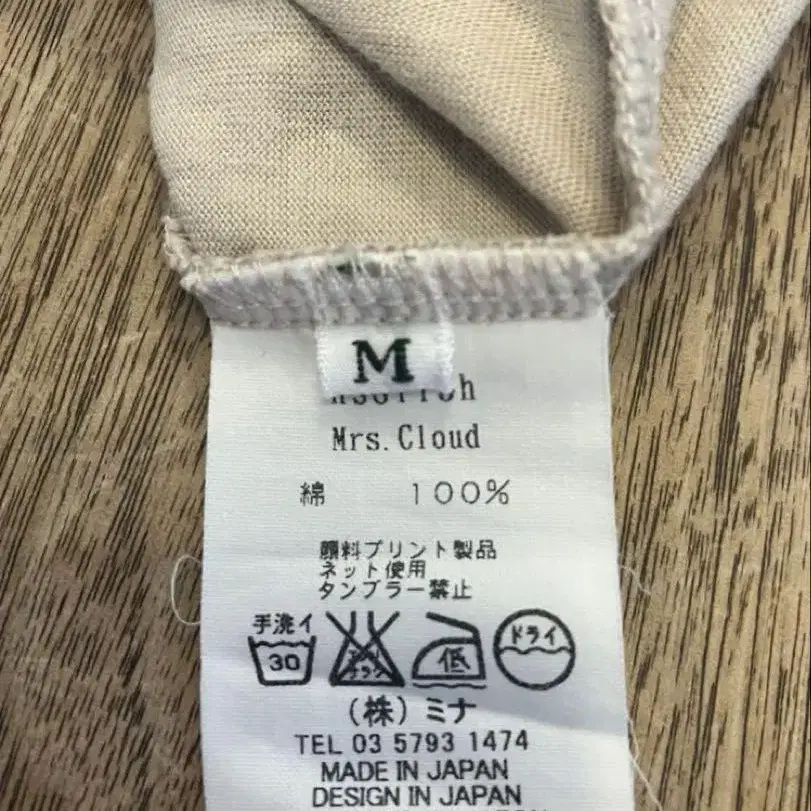 M
Mrs. Cloud
綿 100%
顔料プリント製品
ネット使用
タンブラー禁止
手洗イ ドライ
30 低
(株) ミナ
TEL 03 5793 1474
MADE IN JAPAN
DESIGN IN JAPAN